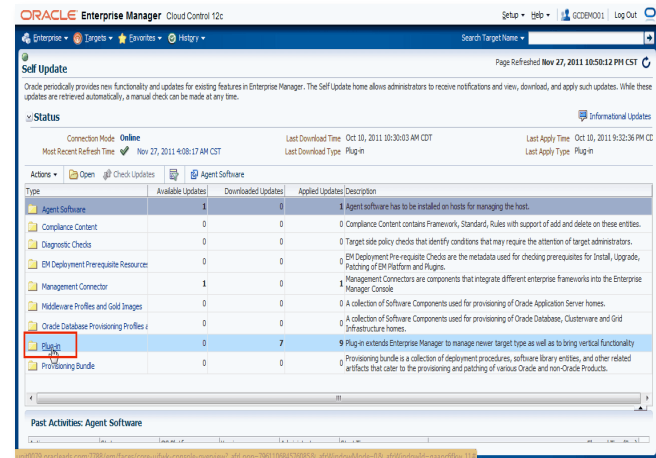 ORACLE Enterprise Manager Cloud Control 12c
Setup Help GCDEMO01 Log Out
Enterprise Targets Favorites History Search Target Name
Self Update
Page Refreshed Nov 27, 2011 10:50:12 PM CST
Oracle periodically provides new functionality and updates for existing features in Enterprise Manager. The Self Update home allows administrators to receive notifications and view, download, and apply such updates. While these
updates are retrieved automatically, a manual check can be made at any time.
Status
Informational Updates
Connection Mode Online
Last Download Time Oct 10, 2011 10:30:03 AM CDT
Last Apply Time Oct 10, 2011 9:32:36 PM CD
Most Recent Refresh Time Nov 27, 2011 4:08:17 AM CST
Last Download Type Plug-in
Last Apply Type Plug-in
Actions Open Check Updates Agent Software
Type Available Updates Downloaded Updates Applied Updates Description
Agent Software 1 0 1 Agent software has to be installed on hosts for managing the host.
Compliance Content 0 0 0 Compliance Content contains Framework, Standard, Rules with support of add and delete on these entities.
Diagnostic Checks 0 0 0 Target side policy checks that identify conditions that may require the attention of target administrators.
EM Deployment Prerequisite Resources 0 0 0 EM Deployment Pre-requisite Checks are the metadata used for checking prerequisites for Install, Upgrade,
Patching of EM Platform and Plugins.
Management Connector 1 0 1 Management Connectors are components that integrate different enterprise frameworks into the Enterprise
Manager Console
Middleware Profiles and Gold Images 0 0 0 A collection of Software Components used for provisioning of Oracle Application Server homes.
Oracle Database Provisioning Profiles a 0 0 0 A collection of Software Components used for provisioning of Oracle Database, Clusterware and Grid
Infrastructure homes.
Plug-in 0 7 9 Plug-in extends Enterprise Manager to manage newer target type as well as to bring vertical functionality
Provisioning Bundle 0 0 0 Provisioning bundle is a collection of deployment procedures, software library entities, and other related
artifacts that cater to the provisioning and patching of various Oracle and non-Oracle Products.
Past Activities: Agent Software